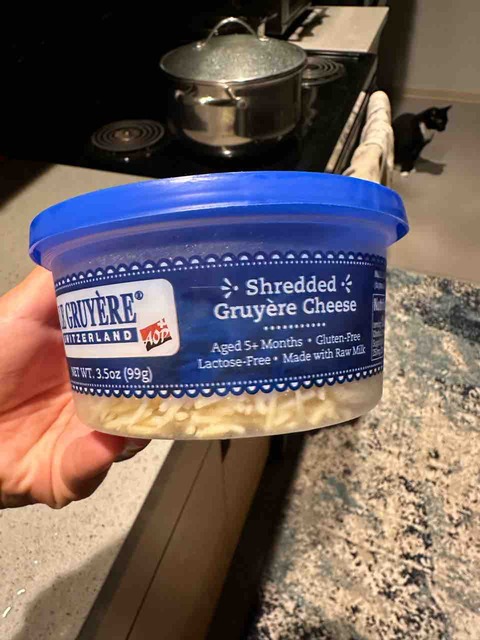 LE GRUYÈRE®
SWITZERLAND
AOP
NET WT. 3.5oz (99g)
Shredded
Gruyère Cheese
Aged 5+ Months • Gluten-Free
Lactose-Free • Made with Raw Milk